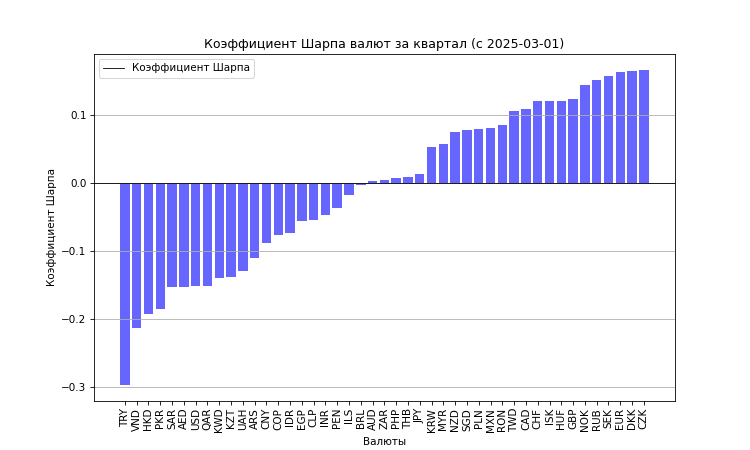 Коэффициент Шарпа валют за квартал (с 2025-03-01)
Коэффициент Шарпа
0.1
0.0
−0.1
−0.2
−0.3
Коэффициент Шарпа
TRY
VND
HKD
PKR
SAR
AED
USD
QAR
KWD
KZT
UAH
ARS
CNY
COP
IDR
EGP
CLP
INR
PEN
ILS
BRL
AUD
ZAR
PHP
THB
JPY
KRW
MYR
NZD
SGD
PLN
MXN
RON
TWD
CAD
CHF
ISK
HUF
GBP
NOK
RUB
SEK
EUR
DKK
CZK
Валюты